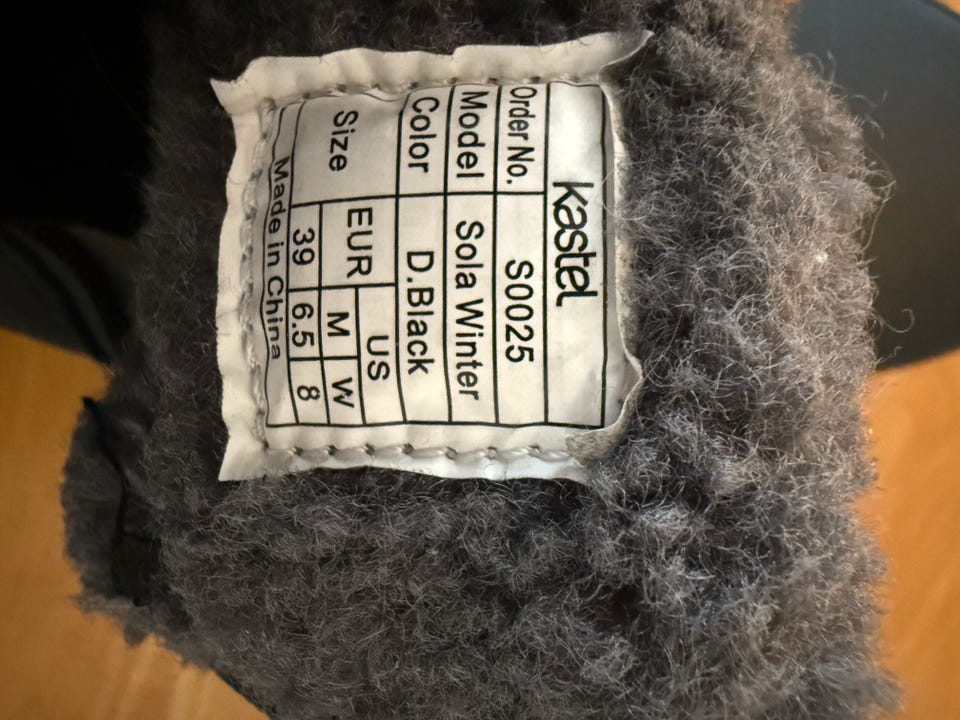 Kastel
Order No. S0025
Model Sola Winter
Color D.Black
Size EUR US
M W
39 6.5 8
Made in China